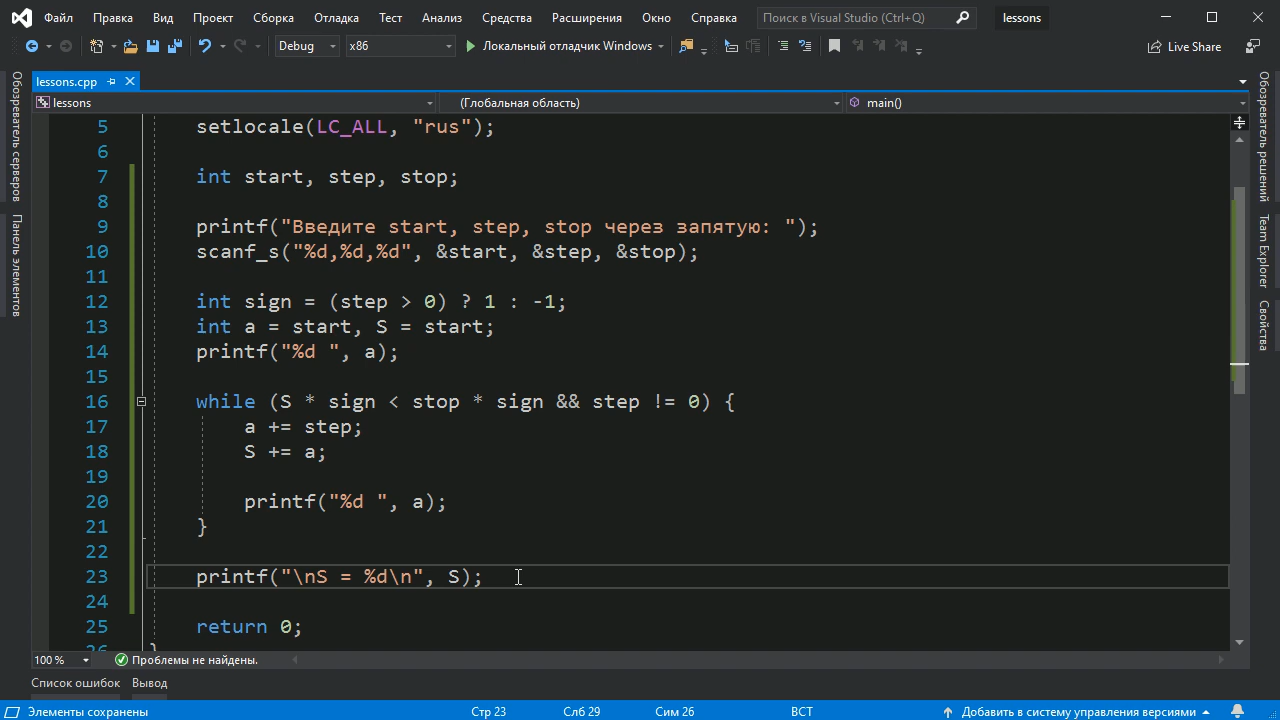 Файл Правка Вид Проект Сборка Отладка Тест Анализ Средства Расширения Окно Справка Поиск в Visual Studio (Ctrl+Q) lessons
Debug x86 Локальный отладчик Windows Live Share
lessons.cpp
lessons (Глобальная область) main()
Обозреватель серверов
Панель элементов
5 setlocale(LC_ALL, "rus");
6
7 int start, step, stop;
8
9 printf("Введите start, step, stop через запятую: ");
10 scanf_s("%d,%d,%d", &start, &step, &stop);
11
12 int sign = (step > 0) ? 1 : -1;
13 int a = start, S = start;
14 printf("%d ", a);
15
16 while (S * sign < stop * sign && step != 0) {
17 a += step;
18 S += a;
19
20 printf("%d ", a);
21 }
22
23 printf("\nS = %d\n", S);
24
25 return 0;
26 }
Обозреватель решений
Team Explorer
Свойства
100 % Проблемы не найдены.
Список ошибок Вывод
Элементы сохранены Стр 23 Слб 29 Сим 26 ВСТ Добавить в систему управления версиями